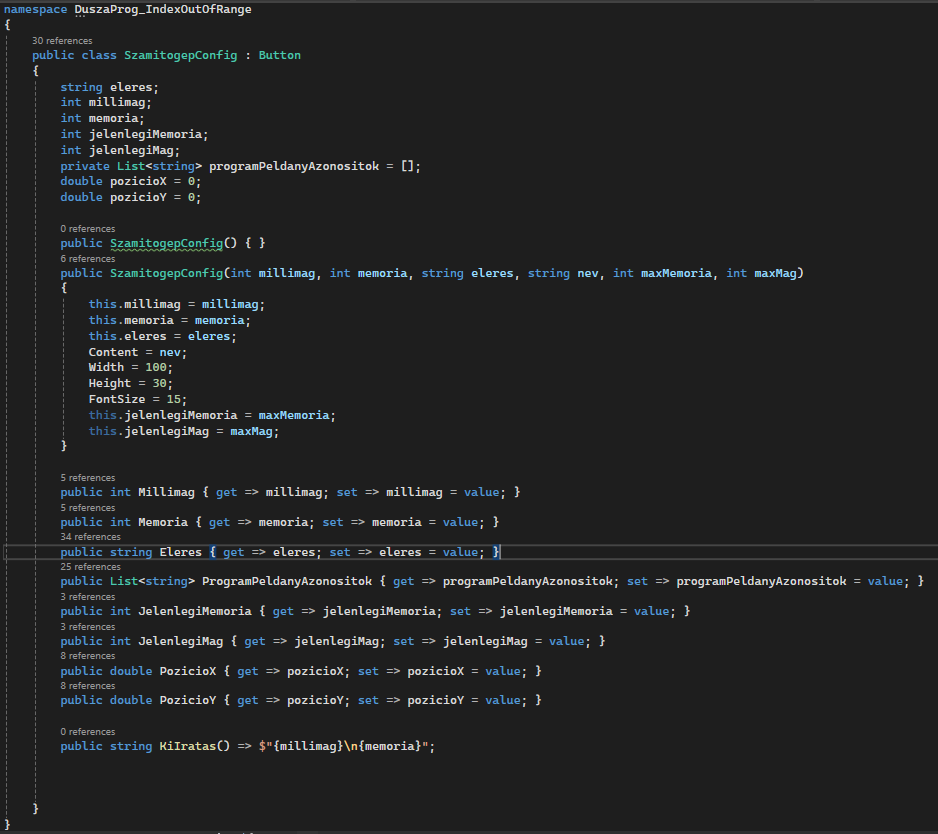 namespace DuszaProg_IndexOutOfRange
{
30 references
public class SzamitogepConfig : Button
{
string eleres;
int millimag;
int memoria;
int jelenlegiMemoria;
int jelenlegiMag;
private List<string> programPeldanyAzonositok = [];
double pozicioX = 0;
double pozicioY = 0;
0 references
public SzamitogepConfig() { }
6 references
public SzamitogepConfig(int millimag, int memoria, string eleres, string nev, int maxMemoria, int maxMag)
{
this.millimag = millimag;
this.memoria = memoria;
this.eleres = eleres;
Content = nev;
Width = 100;
Height = 30;
FontSize = 15;
this.jelenlegiMemoria = maxMemoria;
this.jelenlegiMag = maxMag;
}
5 references
public int Millimag { get => millimag; set => millimag = value; }
5 references
public int Memoria { get => memoria; set => memoria = value; }
34 references
public string Eleres { get => eleres; set => eleres = value; }
25 references
public List<string> ProgramPeldanyAzonositok { get => programPeldanyAzonositok; set => programPeldanyAzonositok = value; }
3 references
public int JelenlegiMemoria { get => jelenlegiMemoria; set => jelenlegiMemoria = value; }
3 references
public int JelenlegiMag { get => jelenlegiMag; set => jelenlegiMag = value; }
8 references
public double PozicioX { get => pozicioX; set => pozicioX = value; }
8 references
public double PozicioY { get => pozicioY; set => pozicioY = value; }
0 references
public string KiIratas() => $"{millimag}\n{memoria}";
}
}